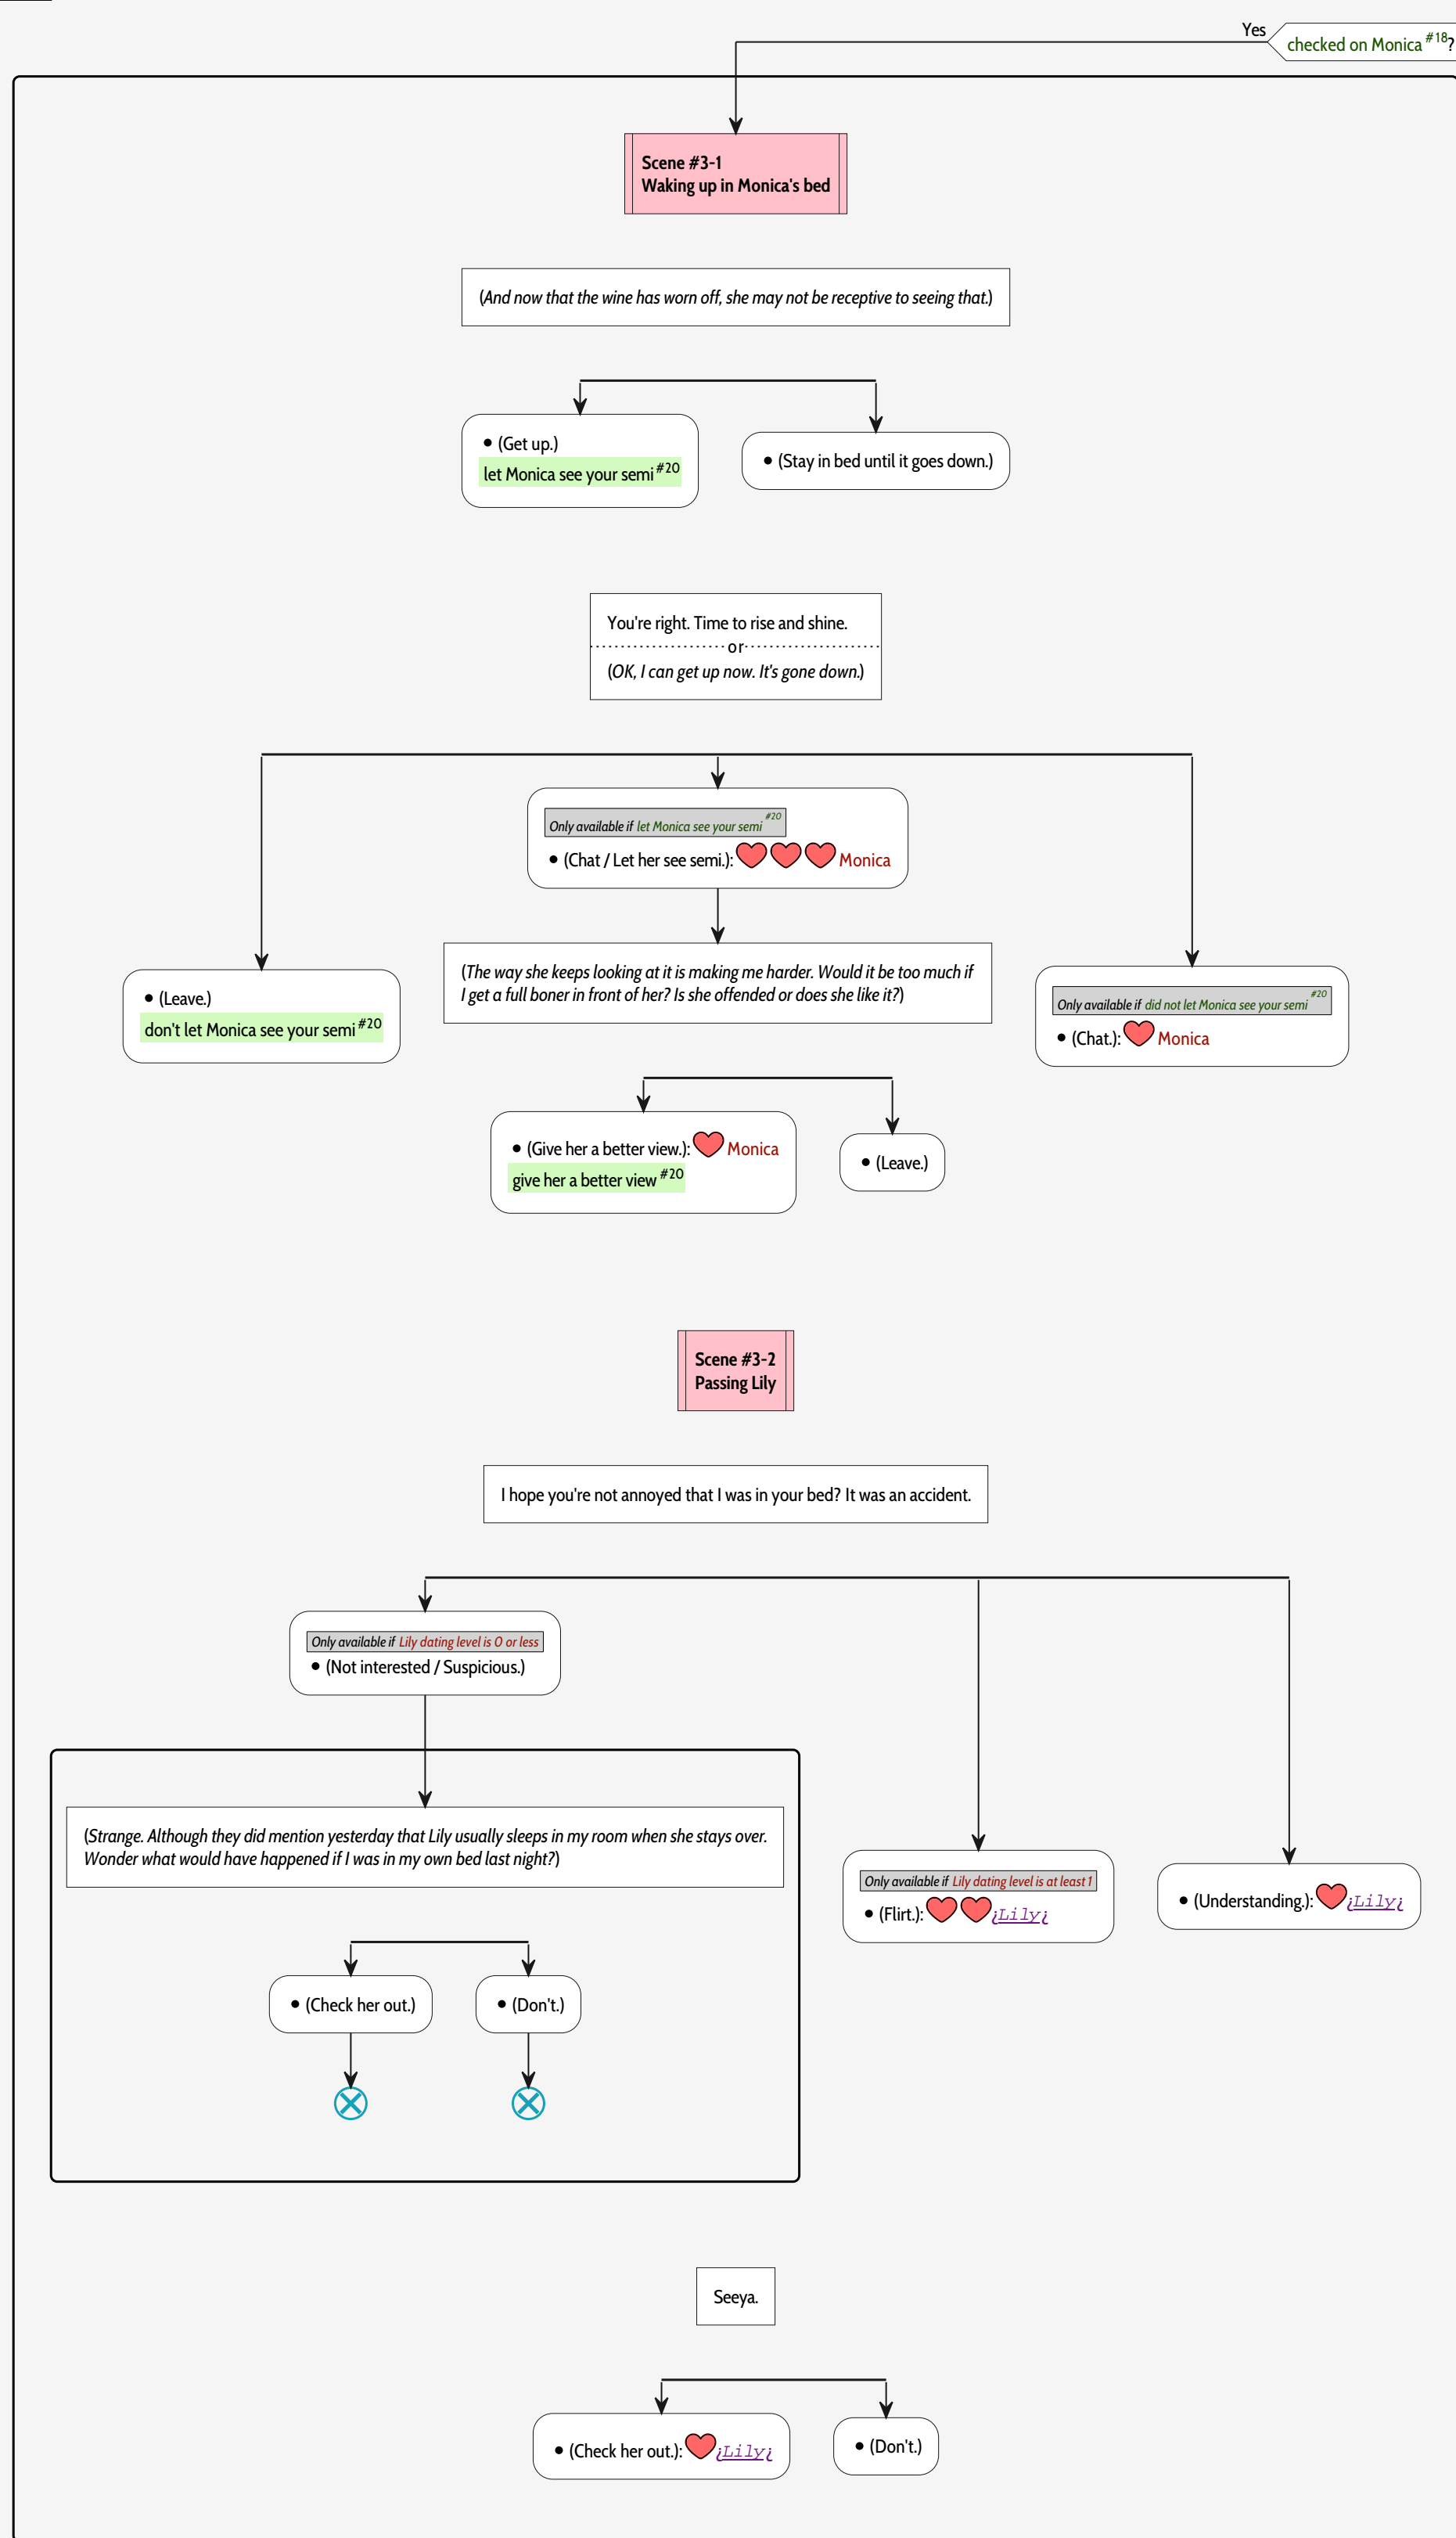 Yes
checked on Monica #18?
Scene #3-1
Waking up in Monica's bed
(And now that the wine has worn off, she may not be receptive to seeing that.)
• (Get up.)
let Monica see your semi #20
• (Stay in bed until it goes down.)
You're right. Time to rise and shine.
or
(OK, I can get up now. It's gone down.)
Only available if let Monica see your semi #20
• (Chat / Let her see semi.): Monica
(The way she keeps looking at it is making me harder. Would it be too much if
I get a full boner in front of her? Is she offended or does she like it?)
• (Leave.)
don't let Monica see your semi #20
Only available if did not let Monica see your semi #20
• (Chat.): Monica
• (Give her a better view.): Monica
give her a better view #20
• (Leave.)
Scene #3-2
Passing Lily
I hope you're not annoyed that I was in your bed? It was an accident.
Only available if Lily dating level is 0 or less
• (Not interested / Suspicious.)
(Strange. Although they did mention yesterday that Lily usually sleeps in my room when she stays over.
Wonder what would have happened if I was in my own bed last night?)
• (Check her out.)
• (Don't.)
Only available if Lily dating level is at least 1
• (Flirt.): ¿Lily¿
• (Understanding.): ¿Lily¿
Seeya.
• (Check her out.): ¿Lily¿
• (Don't.)